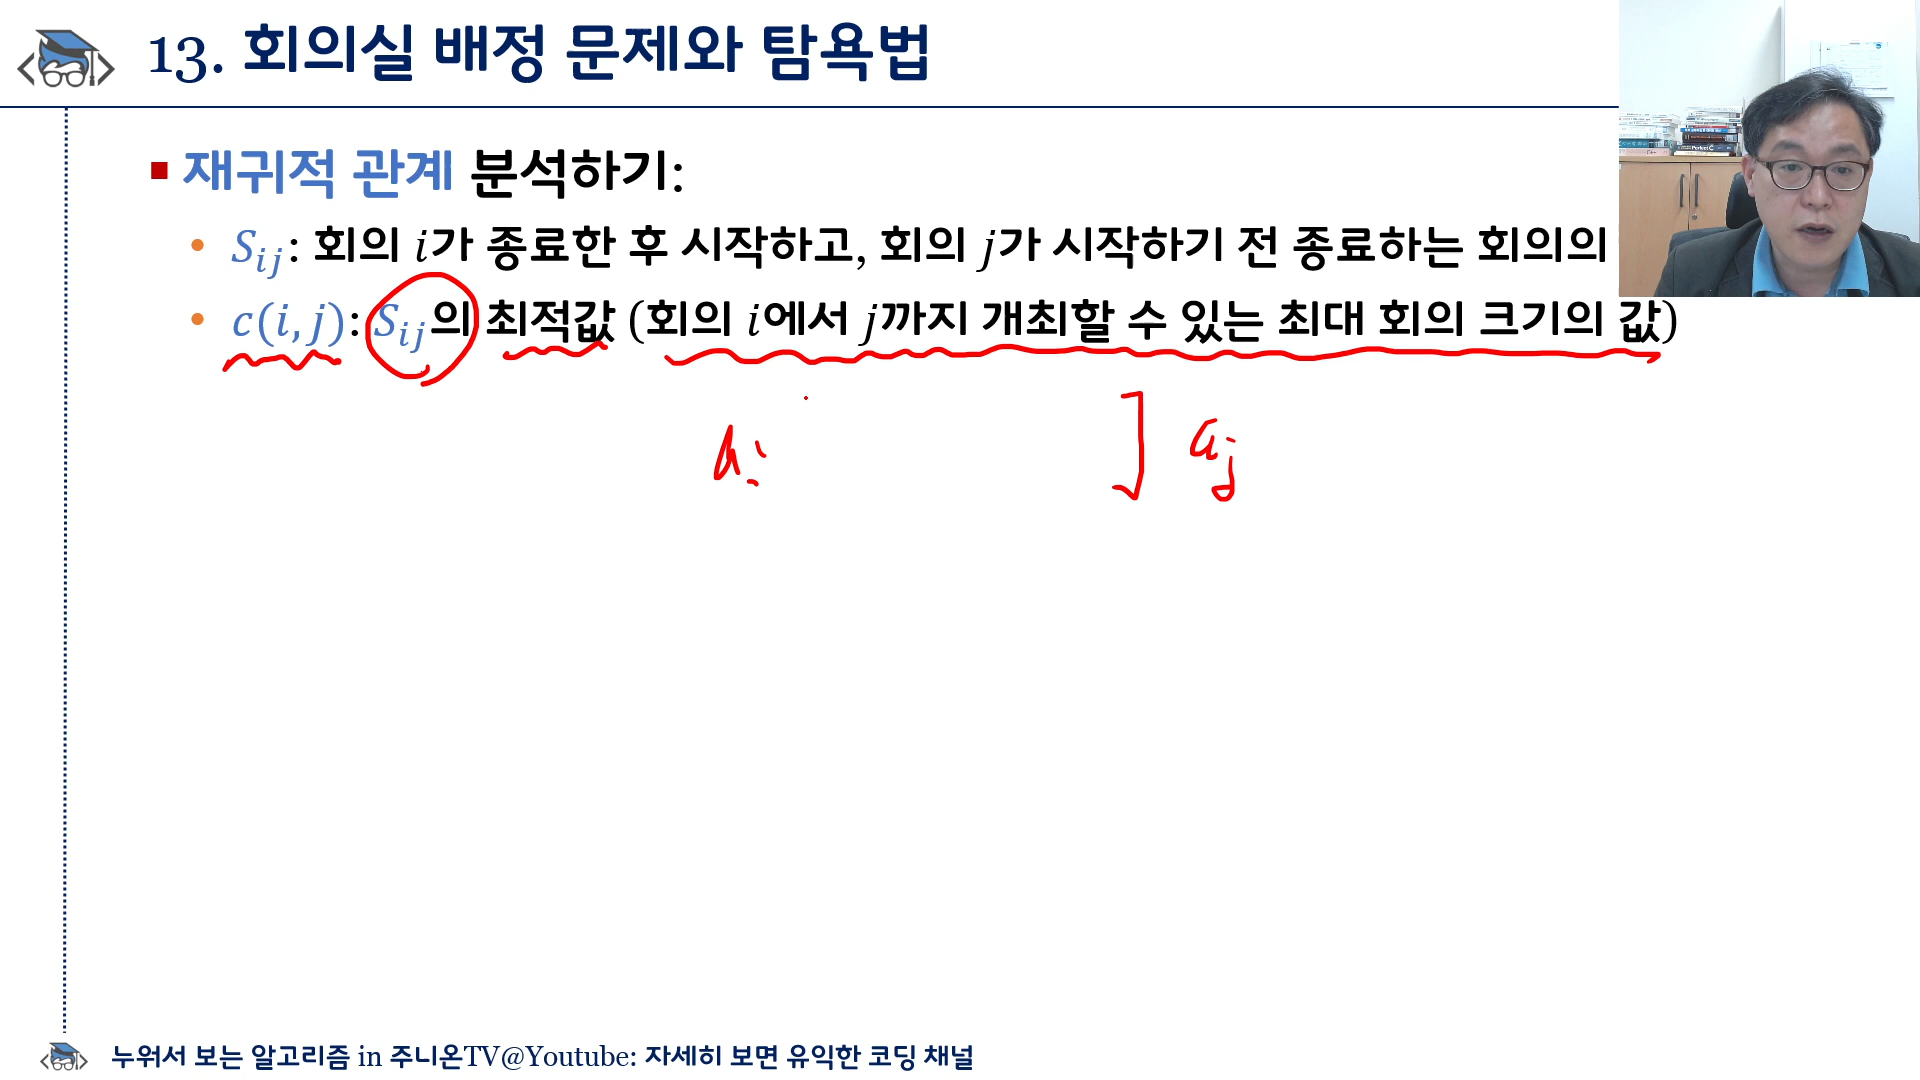 13. 회의실 배정 문제와 탐욕법
재귀적 관계 분석하기:
S_ij: 회의 i가 종료한 후 시작하고, 회의 j가 시작하기 전 종료하는 회의의
c(i, j): S_ij의 최적값 (회의 i에서 j까지 개최할 수 있는 최대 회의 크기의 값)
a_i ] a_j
누워서 보는 알고리즘 in 주니온TV@Youtube: 자세히 보면 유익한 코딩 채널